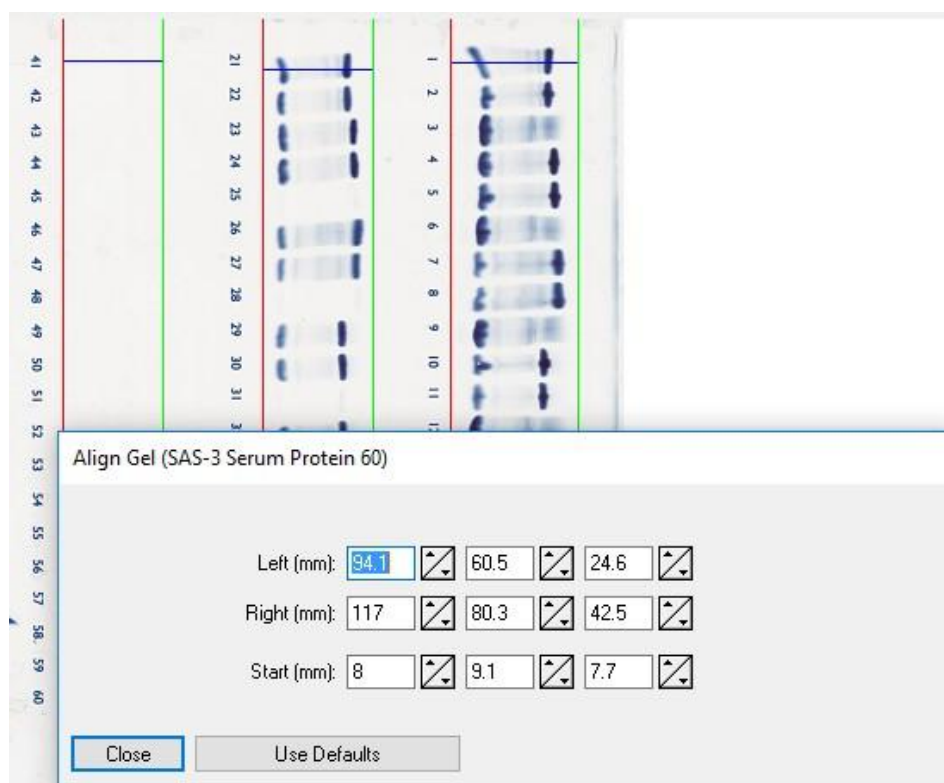 41 21 1
42 22 2
43 23 3
44 24 4
45 25 5
46 26 6
47 27 7
48 28 8
49 29 9
50 30 10
51 31 11
52
53
54
55
56
57
58
59
60
Align Gel (SAS-3 Serum Protein 60)
Left (mm): 94.1 60.5 24.6
Right (mm): 117 80.3 42.5
Start (mm): 8 9.1 7.7
Close Use Defaults